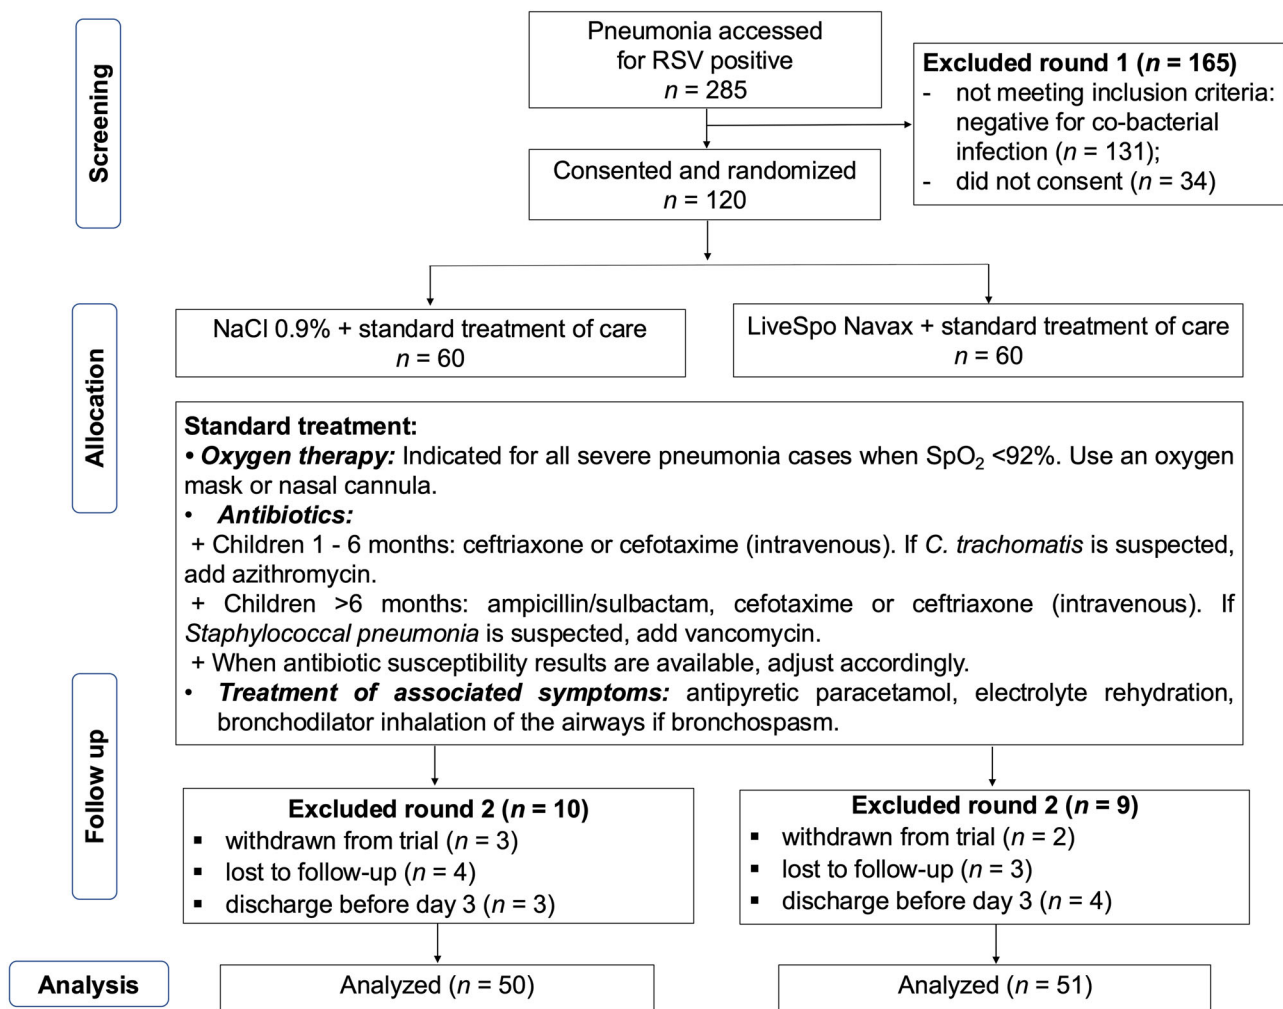 Screening
Pneumonia accessed
for RSV positive
n = 285
Excluded round 1 (n = 165)
- not meeting inclusion criteria:
negative for co-bacterial
infection (n = 131);
- did not consent (n = 34)
Consented and randomized
n = 120
Allocation
NaCl 0.9% + standard treatment of care
n = 60
LiveSpo Navax + standard treatment of care
n = 60
Standard treatment:
• Oxygen therapy: Indicated for all severe pneumonia cases when SpO₂ <92%. Use an oxygen
mask or nasal cannula.
• Antibiotics:
+ Children 1 - 6 months: ceftriaxone or cefotaxime (intravenous). If C. trachomatis is suspected,
add azithromycin.
+ Children >6 months: ampicillin/sulbactam, cefotaxime or ceftriaxone (intravenous). If
Staphylococcal pneumonia is suspected, add vancomycin.
+ When antibiotic susceptibility results are available, adjust accordingly.
• Treatment of associated symptoms: antipyretic paracetamol, electrolyte rehydration,
bronchodilator inhalation of the airways if bronchospasm.
Follow up
Excluded round 2 (n = 10)
▪ withdrawn from trial (n = 3)
▪ lost to follow-up (n = 4)
▪ discharge before day 3 (n = 3)
Excluded round 2 (n = 9)
▪ withdrawn from trial (n = 2)
▪ lost to follow-up (n = 3)
▪ discharge before day 3 (n = 4)
Analysis
Analyzed (n = 50)
Analyzed (n = 51)